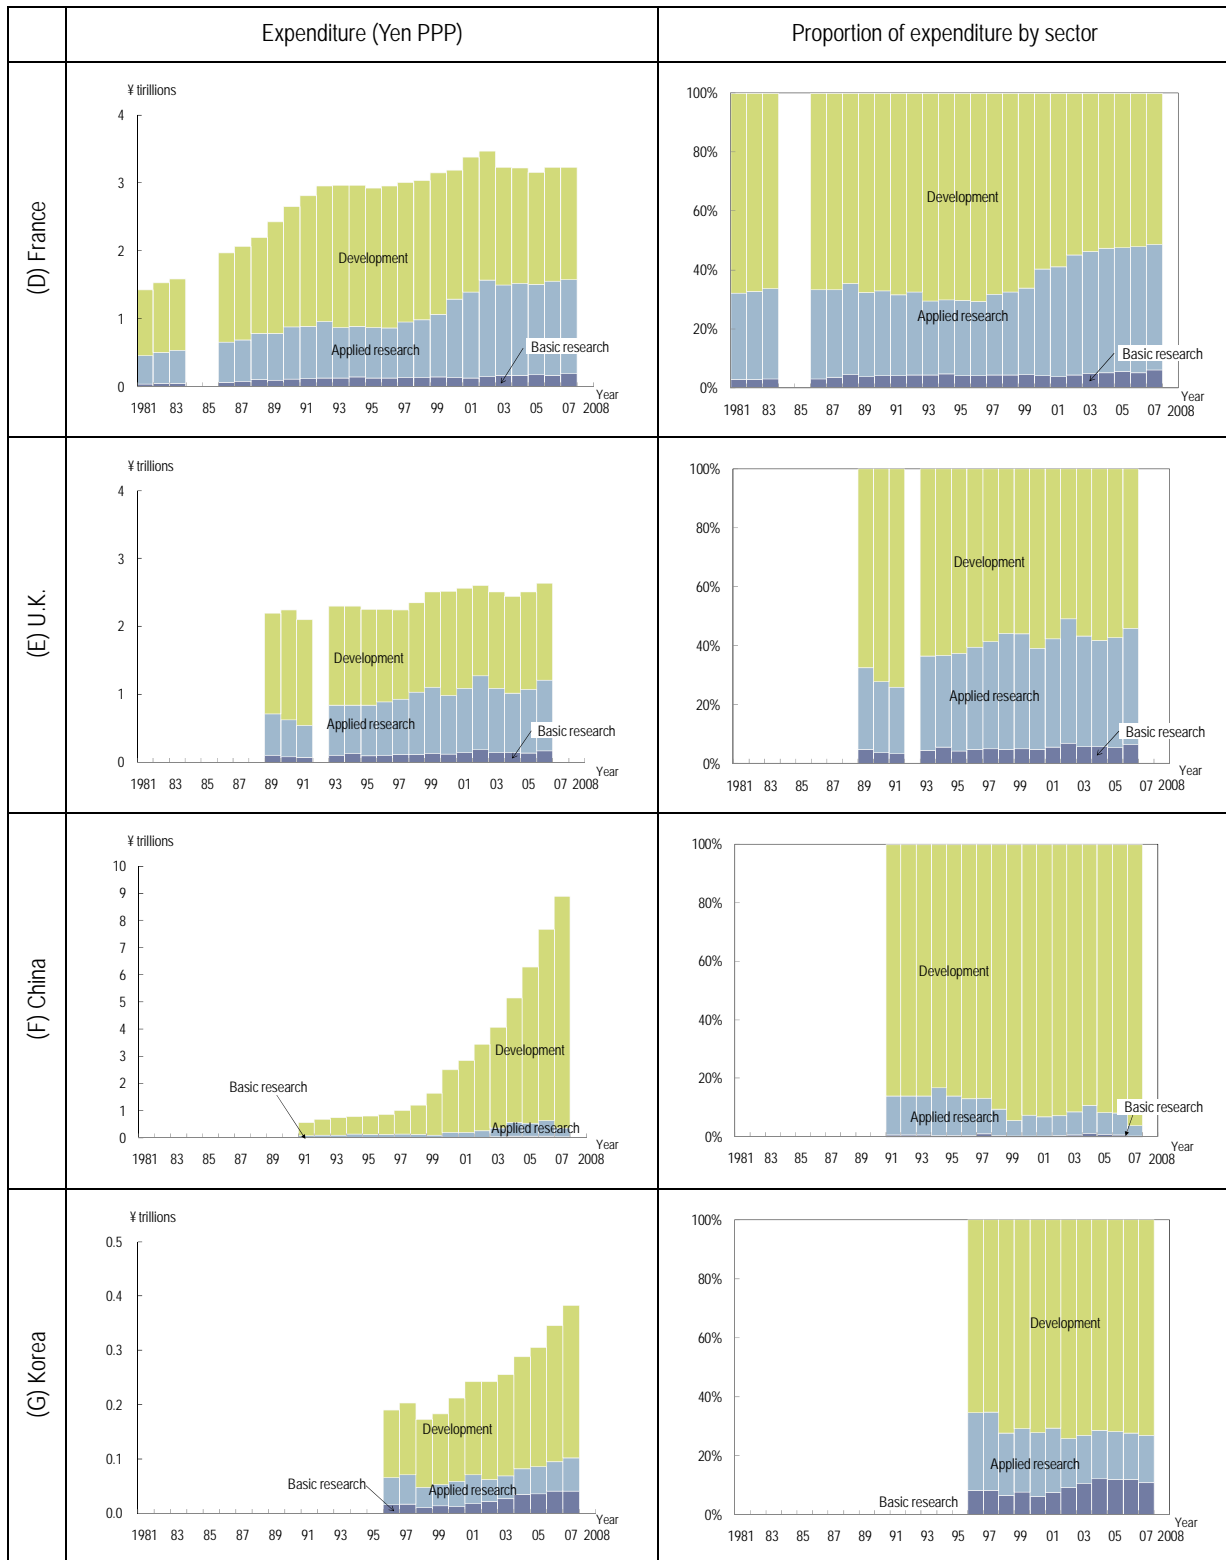 Expenditure (Yen PPP)
Proportion of expenditure by sector
(D) France
¥ tirillions
4
3
2
1
0
Development
Applied research
Basic research
1981 83 85 87 89 91 93 95 97 99 01 03 05 07 2008
Year
100%
80%
60%
40%
20%
0%
Development
Applied research
Basic research
1981 83 85 87 89 91 93 95 97 99 01 03 05 07 2008
Year
(E) U.K.
¥ trillions
4
3
2
1
0
Development
Applied research
Basic research
1981 83 85 87 89 91 93 95 97 99 01 03 05 07 2008
Year
100%
80%
60%
40%
20%
0%
Development
Applied research
Basic research
1981 83 85 87 89 91 93 95 97 99 01 03 05 07 2008
Year
(F) China
¥ trillions
10
9
8
7
6
5
4
3
2
1
0
Development
Basic research
Applied research
1981 83 85 87 89 91 93 95 97 99 01 03 05 07 2008
Year
100%
80%
60%
40%
20%
0%
Development
Applied research
Basic research
1981 83 85 87 89 91 93 95 97 99 01 03 05 07 2008
Year
(G) Korea
¥ trillions
0.5
0.4
0.3
0.2
0.1
0.0
Development
Basic research
Applied research
1981 83 85 87 89 91 93 95 97 99 01 03 05 07 2008
Year
100%
80%
60%
40%
20%
0%
Development
Applied research
Basic research
1981 83 85 87 89 91 93 95 97 99 01 03 05 07 2008
Year